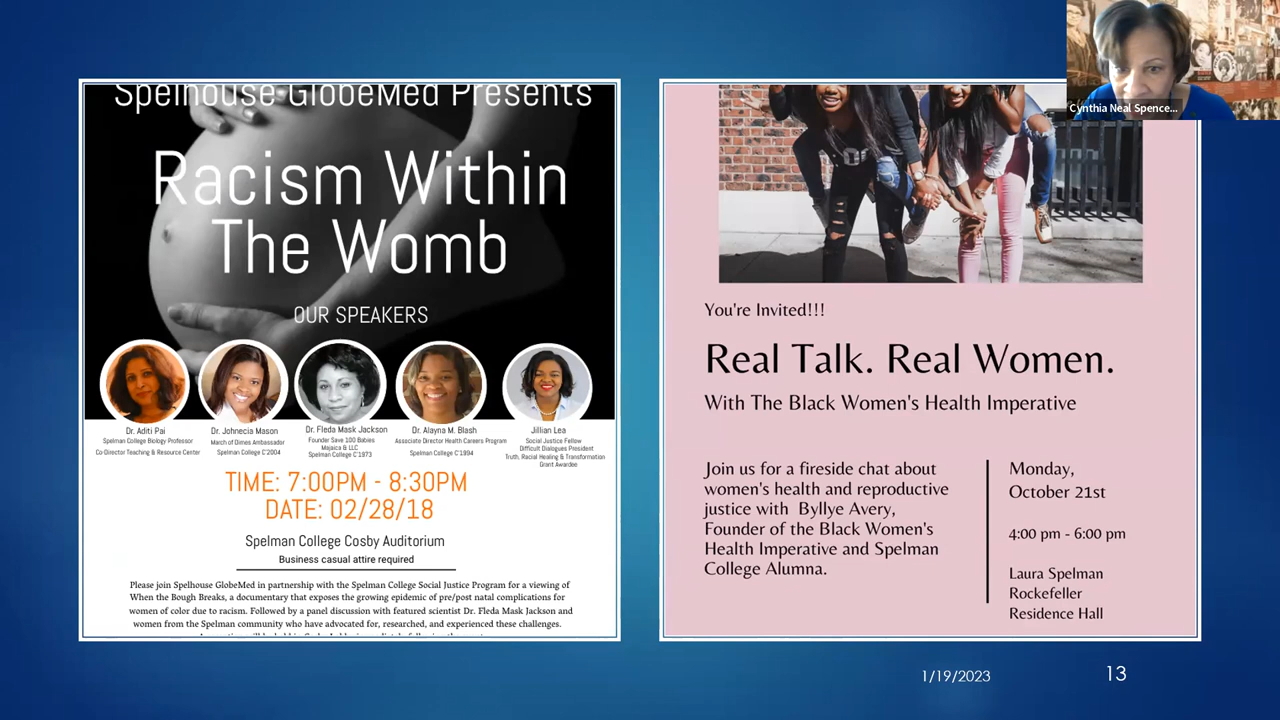 Spelhouse GlobeMed Presents
Racism Within
The Womb
OUR SPEAKERS
Dr. Aditi Pai
Spelman College Biology Professor
Co-Director Teaching & Resource Center
Dr. Johnecia Mason
March of Dimes Ambassador
Spelman College C'2004
Dr. Fleda Mask Jackson
Founder Save 100 Babies
Majaica & LLC
Spelman College C'1973
Dr. Alayna M. Blash
Associate Director Health Careers Program
Spelman College C'1994
Jillian Lea
Social Justice Fellow
Difficult Dialogues President
Truth, Racial Healing & Transformation
Grant Awardee
TIME: 7:00PM - 8:30PM
DATE: 02/28/18
Spelman College Cosby Auditorium
Business casual attire required
Please join Spelhouse GlobeMed in partnership with the Spelman College Social Justice Program for a viewing of
When the Bough Breaks, a documentary that exposes the growing epidemic of pre/post natal complications for
women of color due to racism. Followed by a panel discussion with featured scientist Dr. Fleda Mask Jackson and
women from the Spelman community who have advocated for, researched, and experienced these challenges.
You're Invited!!!
Real Talk. Real Women.
With The Black Women's Health Imperative
Join us for a fireside chat about
women's health and reproductive
justice with Byllye Avery,
Founder of the Black Women's
Health Imperative and Spelman
College Alumna.
Monday,
October 21st
4:00 pm - 6:00 pm
Laura Spelman
Rockefeller
Residence Hall
Cynthia Neal Spence...
1/19/2023
13